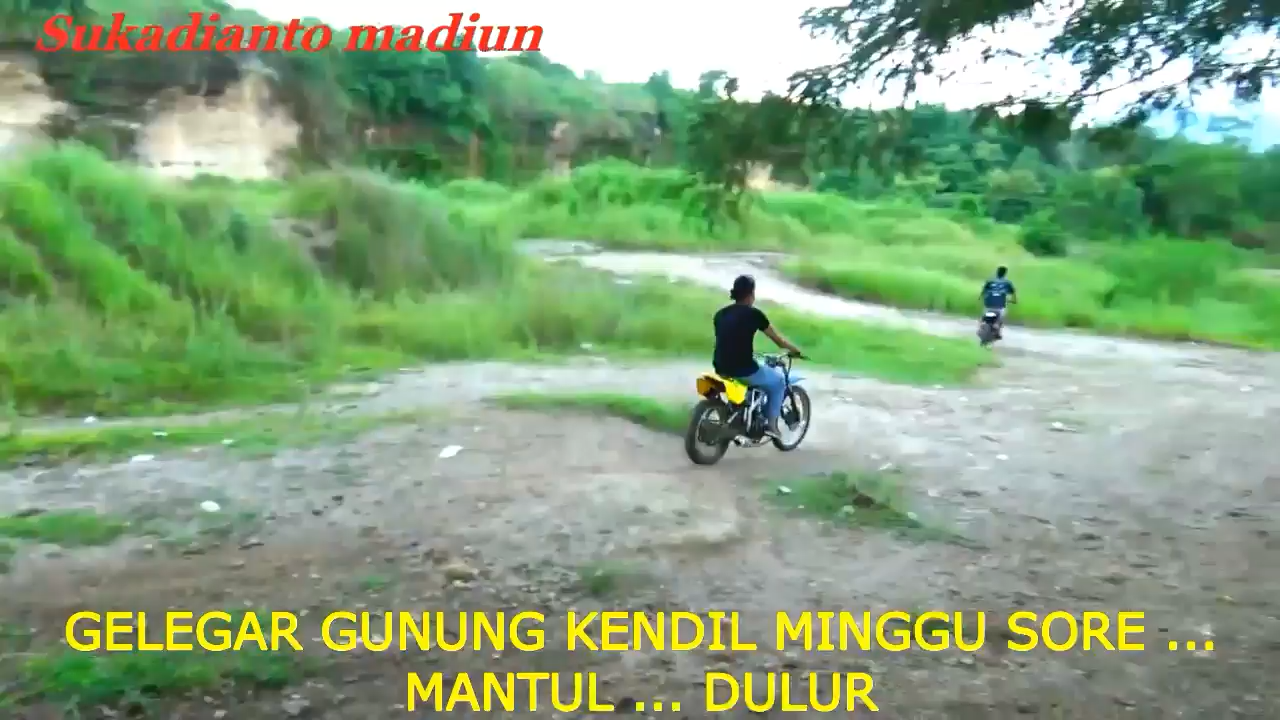 Sukadianto madiun
GELEGAR GUNUNG KENDIL MINGGU SORE ...
MANTUL ... DULUR